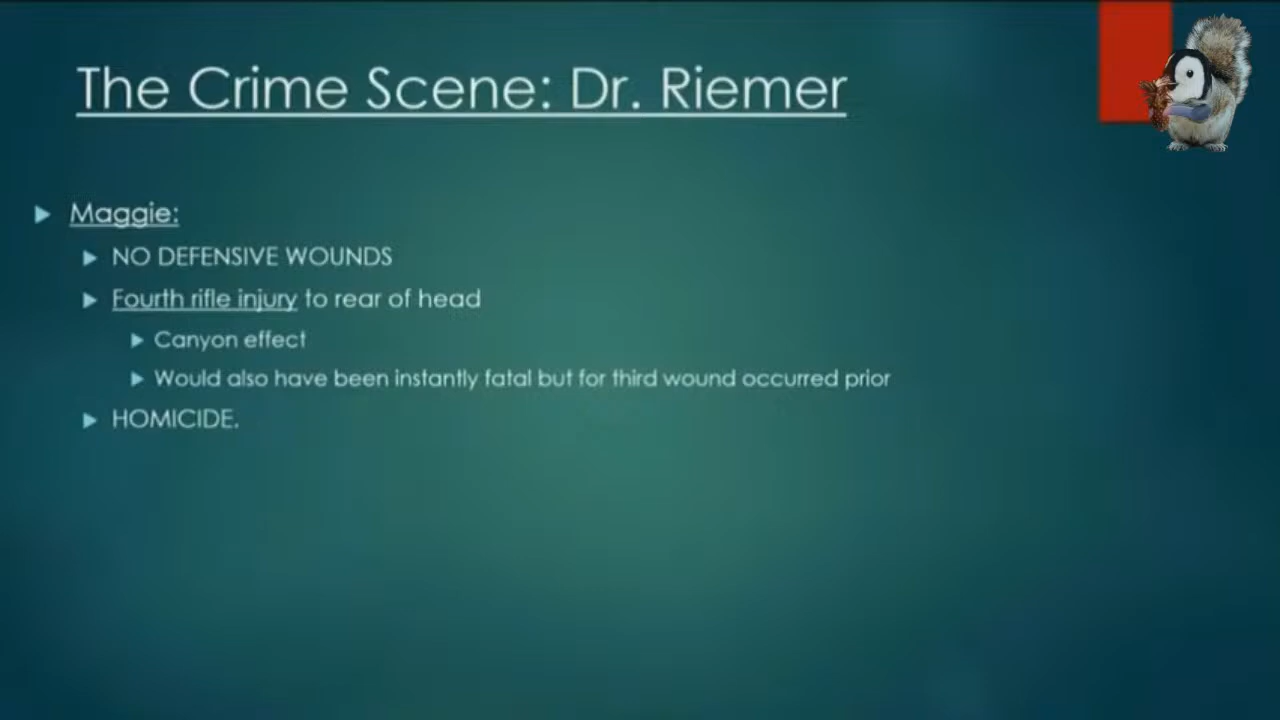 The Crime Scene: Dr. Riemer
Maggie:
NO DEFENSIVE WOUNDS
Fourth rifle injury to rear of head
Canyon effect
Would also have been instantly fatal but for third wound occurred prior
HOMICIDE.